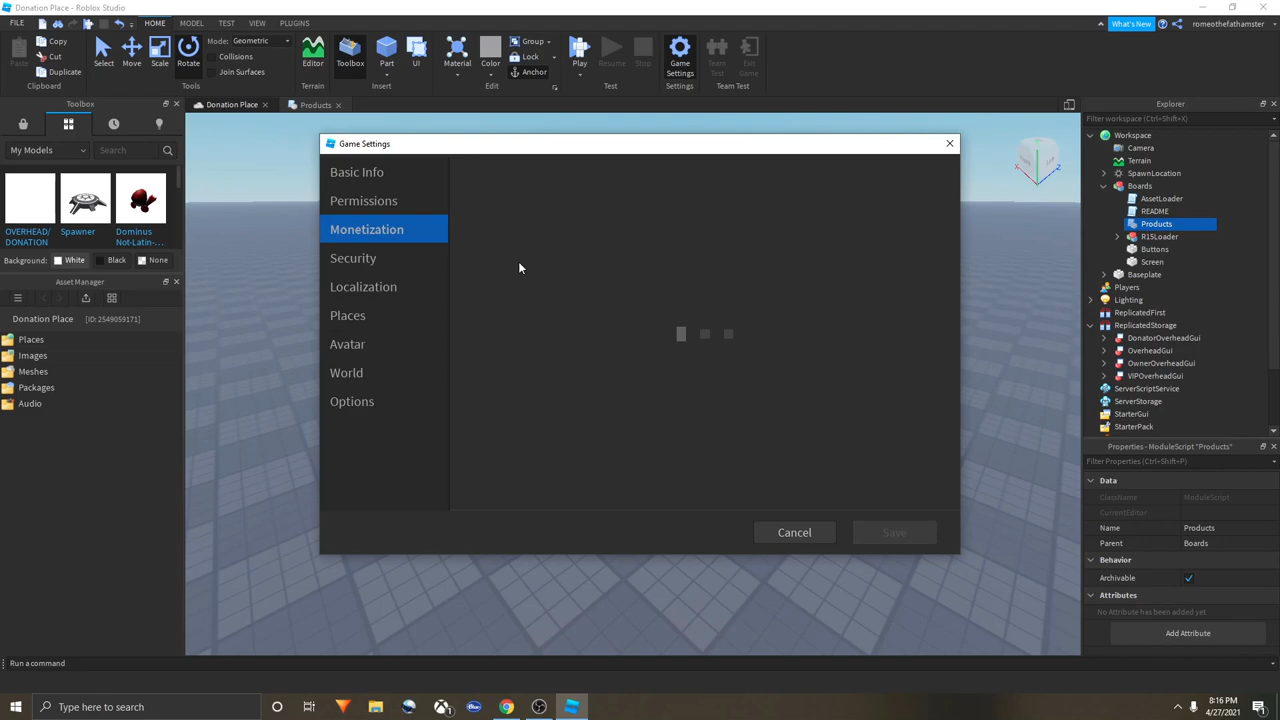 Donation Place - Roblox Studio
FILE HOME MODEL TEST VIEW PLUGINS What's New romeothefathamster
Paste Copy Cut Duplicate Clipboard
Select Move Scale Rotate Mode: Geometric Collisions Join Surfaces Tools
Editor Terrain
Toolbox Part UI Insert
Material Color Group Lock Anchor Edit
Play Resume Stop Test
Game Settings Settings
Team Test Exit Game Team Test
Toolbox
My Models Search
OVERHEAD/
DONATION
Spawner
Dominus
Not-Latin-...
Background: White Black None
Asset Manager
Donation Place [ID: 2549059171]
Places
Images
Meshes
Packages
Audio
Donation Place Products
Game Settings
Basic Info
Permissions
Monetization
Security
Localization
Places
Avatar
World
Options
Cancel Save
Explorer
Filter workspace (Ctrl+Shift+X)
Workspace
Camera
Terrain
SpawnLocation
Boards
AssetLoader
README
Products
R15Loader
Buttons
Screen
Baseplate
Players
Lighting
ReplicatedFirst
ReplicatedStorage
DonatorOverheadGui
OverheadGui
OwnerOverheadGui
VIPOverheadGui
ServerScriptService
ServerStorage
StarterGui
StarterPack
Properties - ModuleScript "Products"
Filter Properties (Ctrl+Shift+P)
Data
ClassName ModuleScript
CurrentEditor
Name Products
Parent Boards
Behavior
Archivable
Attributes
No Attribute has been added yet
Add Attribute
Run a command
Type here to search
8:16 PM
4/27/2021